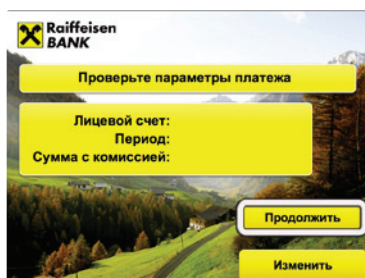 Raiffeisen
BANK
Проверьте параметры платежа
Лицевой счет:
Период:
Сумма с комиссией:
Продолжить
Изменить